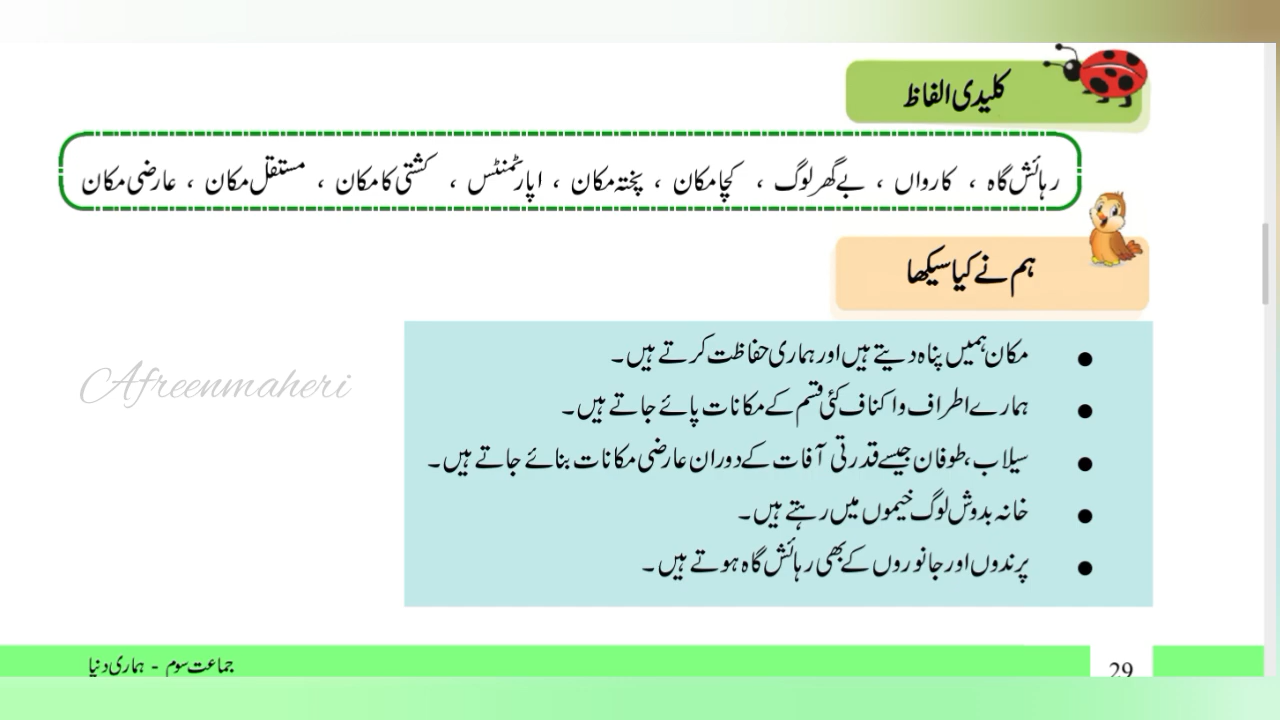 کلیدی الفاظ
رہائش گاہ ، کارواں ، بے گھر لوگ ، کچا مکان ، پختہ مکان ، اپارٹمنٹس ، کشتی کا مکان ، مستقل مکان ، عارضی مکان
ہم نے کیا سیکھا
● مکان ہمیں پناہ دیتے ہیں اور ہماری حفاظت کرتے ہیں۔
● ہمارے اطراف و اکناف کئی قسم کے مکانات پائے جاتے ہیں۔
● سیلاب، طوفان جیسے قدرتی آفات کے دوران عارضی مکانات بنائے جاتے ہیں۔
● خانہ بدوش لوگ خیموں میں رہتے ہیں۔
● پرندوں اور جانوروں کے بھی رہائش گاہ ہوتے ہیں۔
Afreenmaheri
29
جماعت سوم - ہماری دنیا